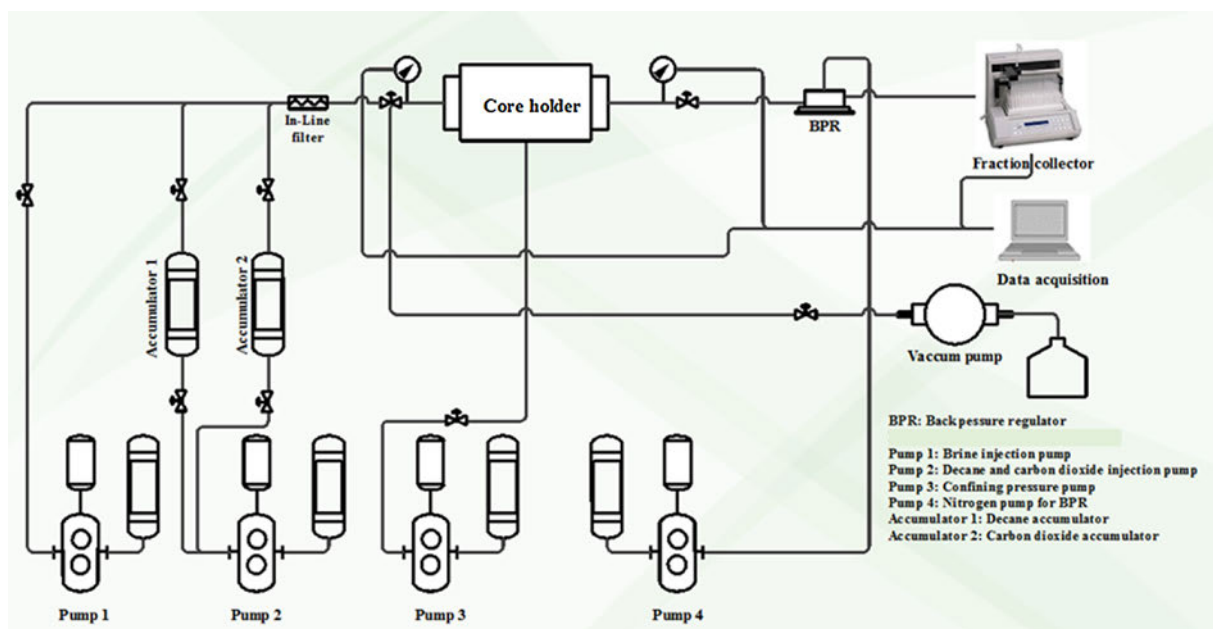 Core holder
In-Line
filter
BPR
Fraction collector
Data acquisition
Accumulator 1
Accumulator 2
Vaccum pump
BPR: Back pressure regulator
Pump 1: Brine injection pump
Pump 2: Decane and carbon dioxide injection pump
Pump 3: Confining pressure pump
Pump 4: Nitrogen pump for BPR
Accumulator 1: Decane accumulator
Accumulator 2: Carbon dioxide accumulator
Pump 1
Pump 2
Pump 3
Pump 4